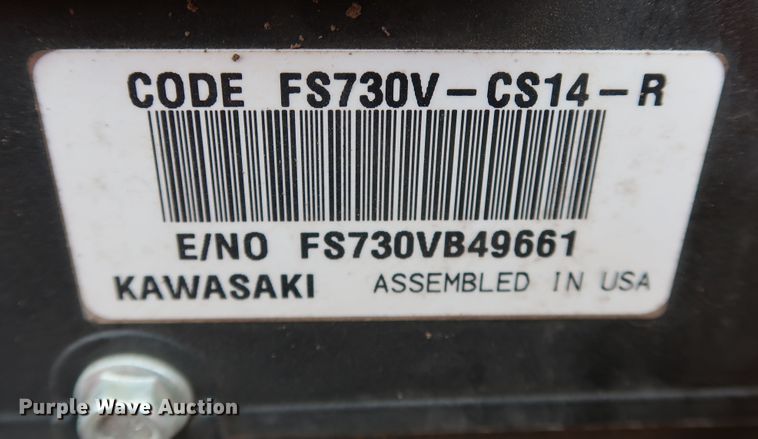 CODE FS730V-CS14-R
E/NO FS730VB49661
KAWASAKI ASSEMBLED IN USA
Purple Wave Auction